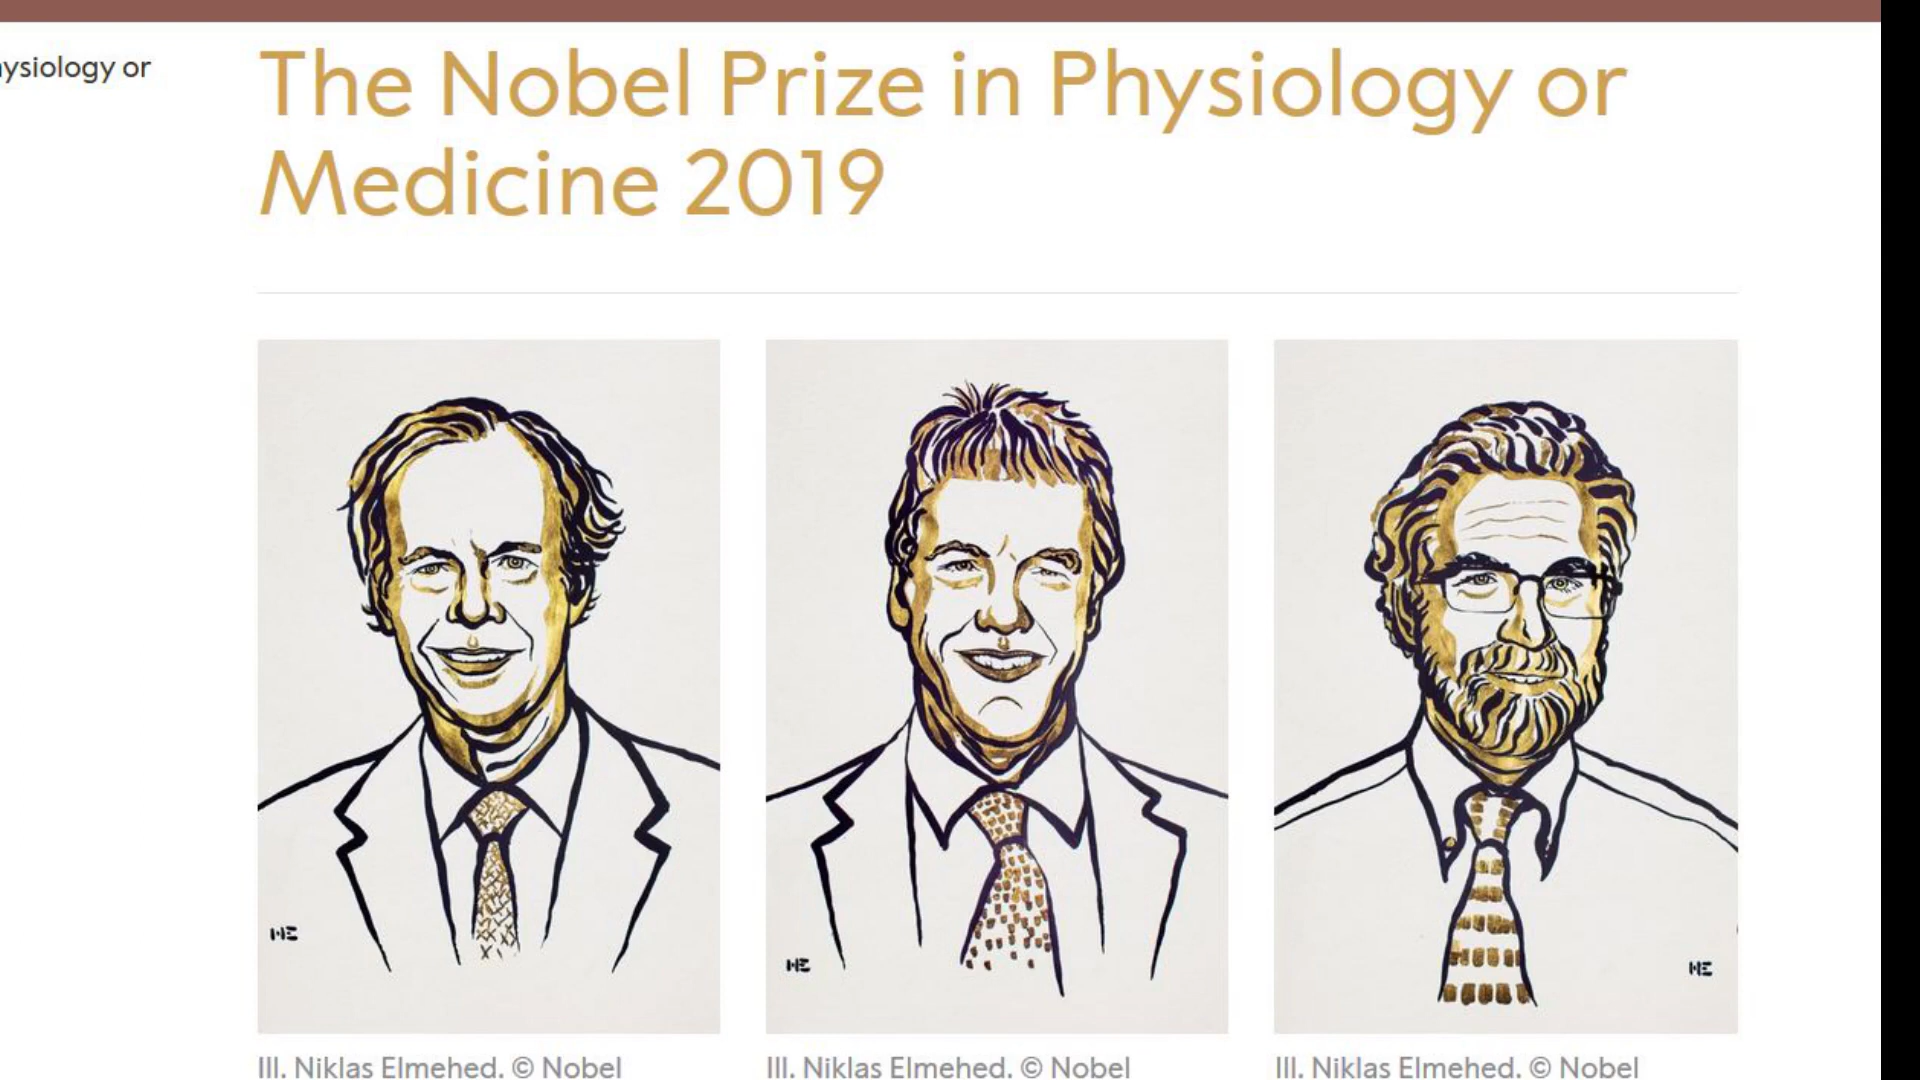 ysiology or
The Nobel Prize in Physiology or
Medicine 2019
Ill. Niklas Elmehed. © Nobel
Ill. Niklas Elmehed. © Nobel
Ill. Niklas Elmehed. © Nobel